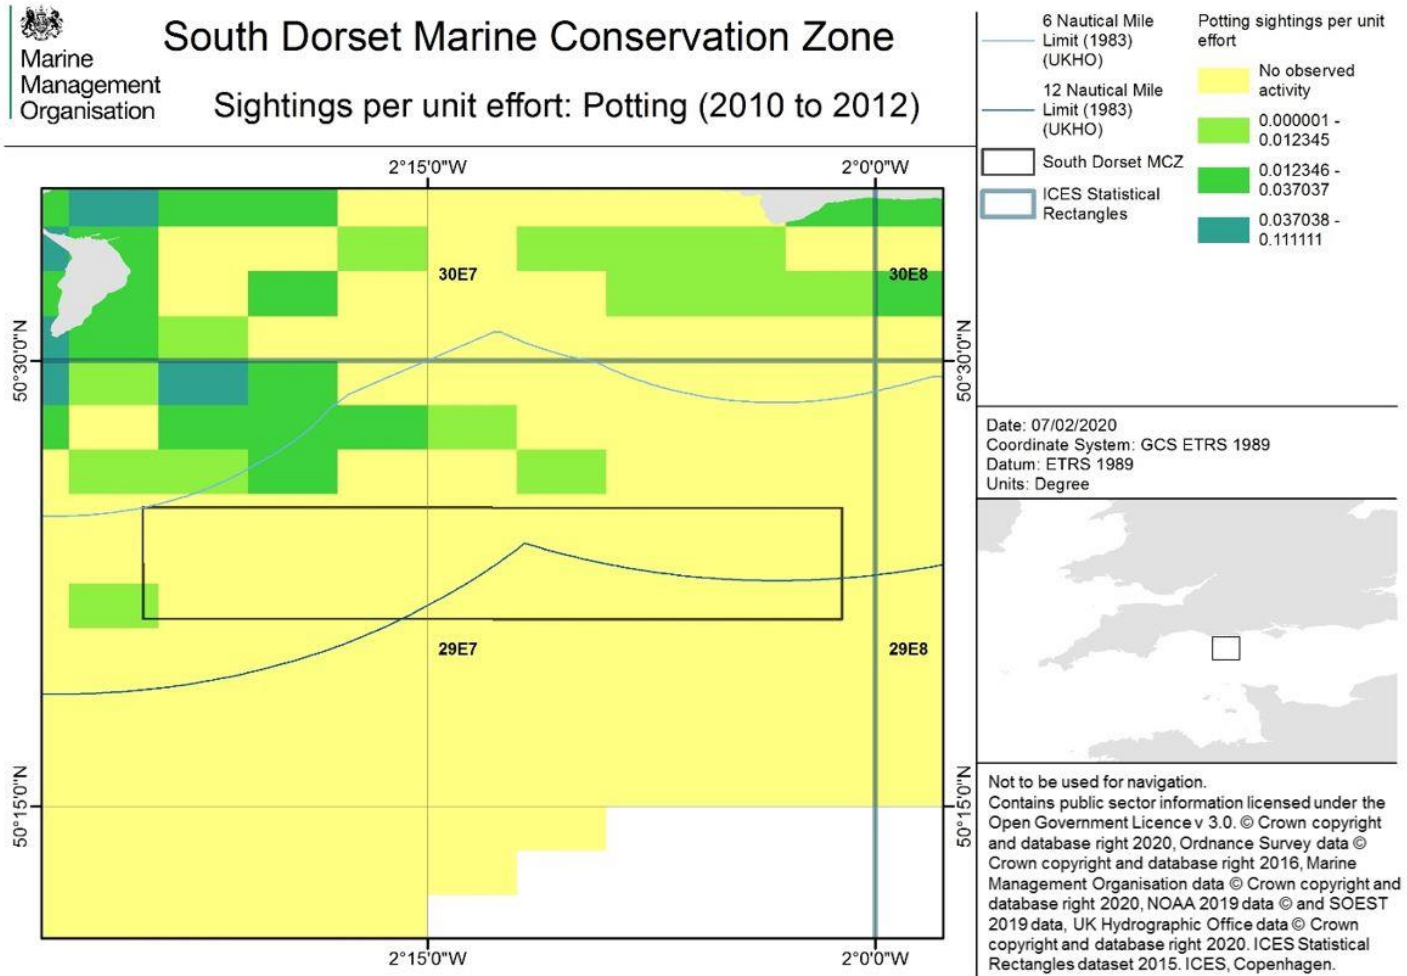 Marine
Management
Organisation
South Dorset Marine Conservation Zone
Sightings per unit effort: Potting (2010 to 2012)
2°15'0"W
2°0'0"W
30E7
30E8
50°30'0"N
50°30'0"N
29E7
29E8
50°15'0"N
50°15'0"N
2°15'0"W
2°0'0"W
6 Nautical Mile
Limit (1983)
(UKHO)
12 Nautical Mile
Limit (1983)
(UKHO)
South Dorset MCZ
ICES Statistical
Rectangles
Potting sightings per unit
effort
No observed
activity
0.000001 -
0.012345
0.012346 -
0.037037
0.037038 -
0.111111
Date: 07/02/2020
Coordinate System: GCS ETRS 1989
Datum: ETRS 1989
Units: Degree
Not to be used for navigation.
Contains public sector information licensed under the
Open Government Licence v 3.0. © Crown copyright
and database right 2020, Ordnance Survey data ©
Crown copyright and database right 2016, Marine
Management Organisation data © Crown copyright and
database right 2020, NOAA 2019 data © and SOEST
2019 data, UK Hydrographic Office data © Crown
copyright and database right 2020. ICES Statistical
Rectangles dataset 2015. ICES, Copenhagen.